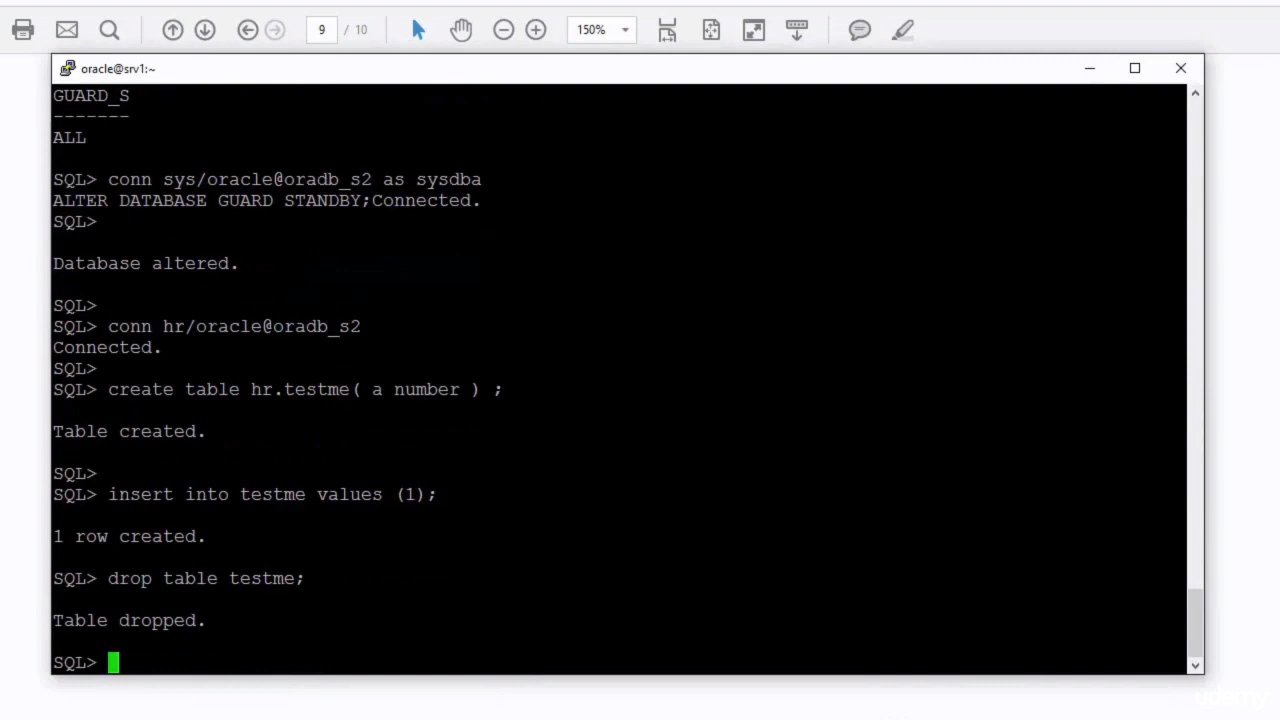 9 / 10 150%
oracle@srv1:~
GUARD_S
-------
ALL
SQL> conn sys/oracle@oradb_s2 as sysdba
ALTER DATABASE GUARD STANDBY;Connected.
SQL>
Database altered.
SQL>
SQL> conn hr/oracle@oradb_s2
Connected.
SQL>
SQL> create table hr.testme( a number ) ;
Table created.
SQL>
SQL> insert into testme values (1);
1 row created.
SQL> drop table testme;
Table dropped.
SQL>
udemy